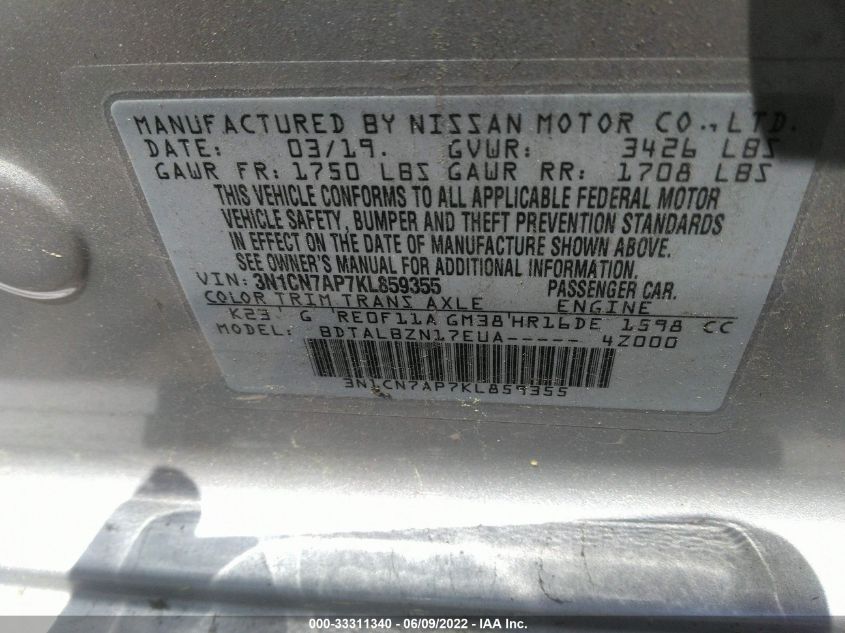 MANUFACTURED BY NISSAN MOTOR CO., LTD.
DATE: 03/19. GVWR: 3426 LBS
GAWR FR: 1750 LBS GAWR RR: 1708 LBS
THIS VEHICLE CONFORMS TO ALL APPLICABLE FEDERAL MOTOR
VEHICLE SAFETY, BUMPER AND THEFT PREVENTION STANDARDS
IN EFFECT ON THE DATE OF MANUFACTURE SHOWN ABOVE.
SEE OWNER'S MANUAL FOR ADDITIONAL INFORMATION.
VIN: 3N1CN7AP7KL859355 PASSENGER CAR.
COLOR TRIM TRANS AXLE ENGINE
K23 G RE0F11A GM38 HR16DE 1598 CC
MODEL: BDTALBZN17EUA----- 4Z000
3N1CN7AP7KL859355
000-33311340 - 06/09/2022 - IAA Inc.